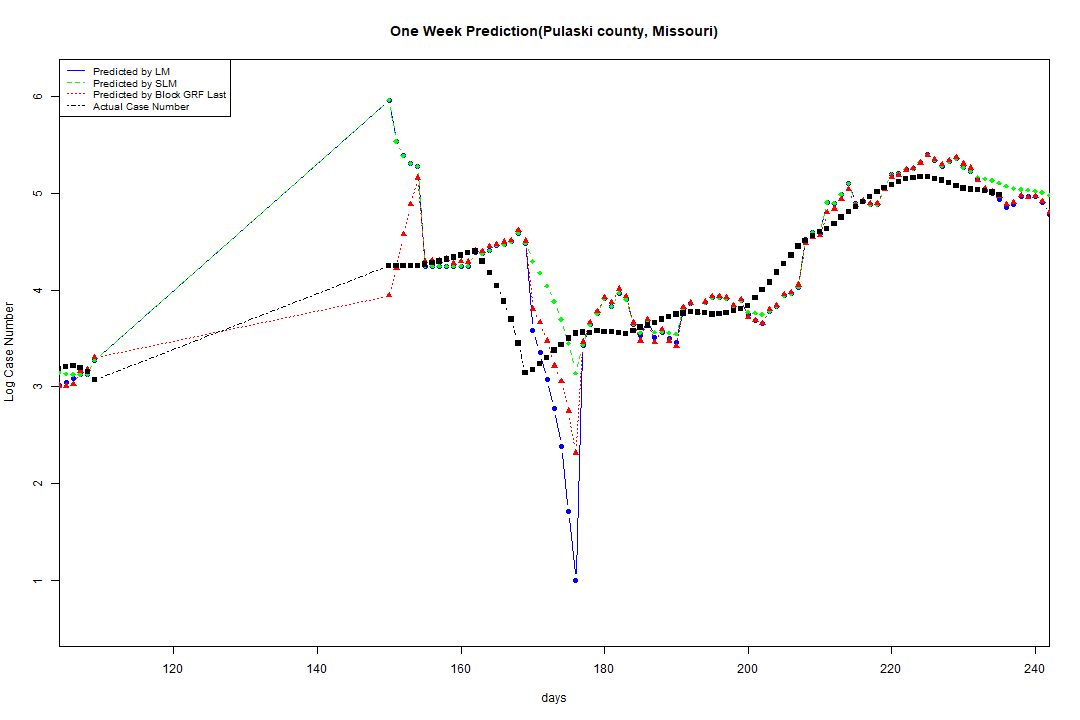 One Week Prediction(Pulaski county, Missouri)
Predicted by LM
Predicted by SLM
Predicted by Block GRF Last
Actual Case Number
Log Case Number
6
5
4
3
2
1
120 140 160 180 200 220 240
days